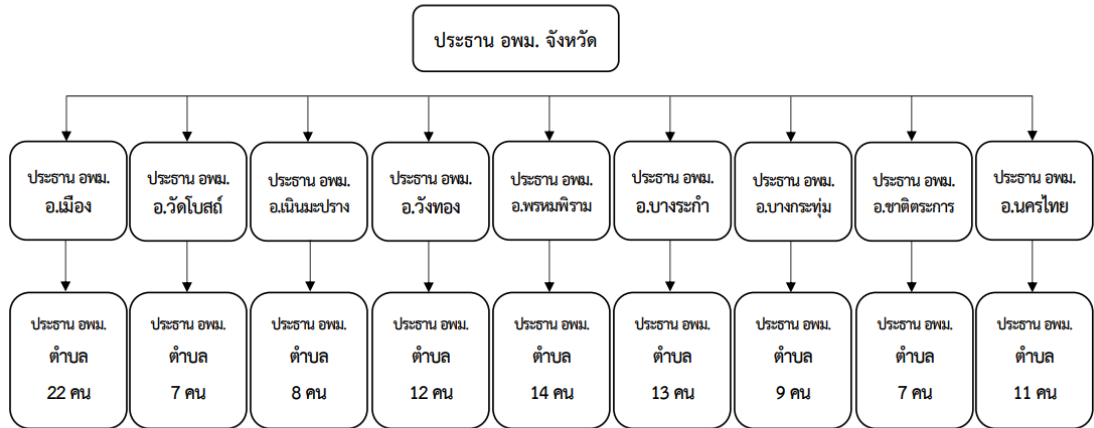 ประธาน อพม. จังหวัด
ประธาน อพม.
อ.เมือง
ประธาน อพม.
อ.วัดโบสถ์
ประธาน อพม.
อ.เนินมะปราง
ประธาน อพม.
อ.วังทอง
ประธาน อพม.
อ.พรหมพิราม
ประธาน อพม.
อ.บางระกำ
ประธาน อพม.
อ.บางกระทุ่ม
ประธาน อพม.
อ.ชาติตระการ
ประธาน อพม.
อ.นครไทย
ประธาน อพม.
ตำบล
22 คน
ประธาน อพม.
ตำบล
7 คน
ประธาน อพม.
ตำบล
8 คน
ประธาน อพม.
ตำบล
12 คน
ประธาน อพม.
ตำบล
14 คน
ประธาน อพม.
ตำบล
13 คน
ประธาน อพม.
ตำบล
9 คน
ประธาน อพม.
ตำบล
7 คน
ประธาน อพม.
ตำบล
11 คน